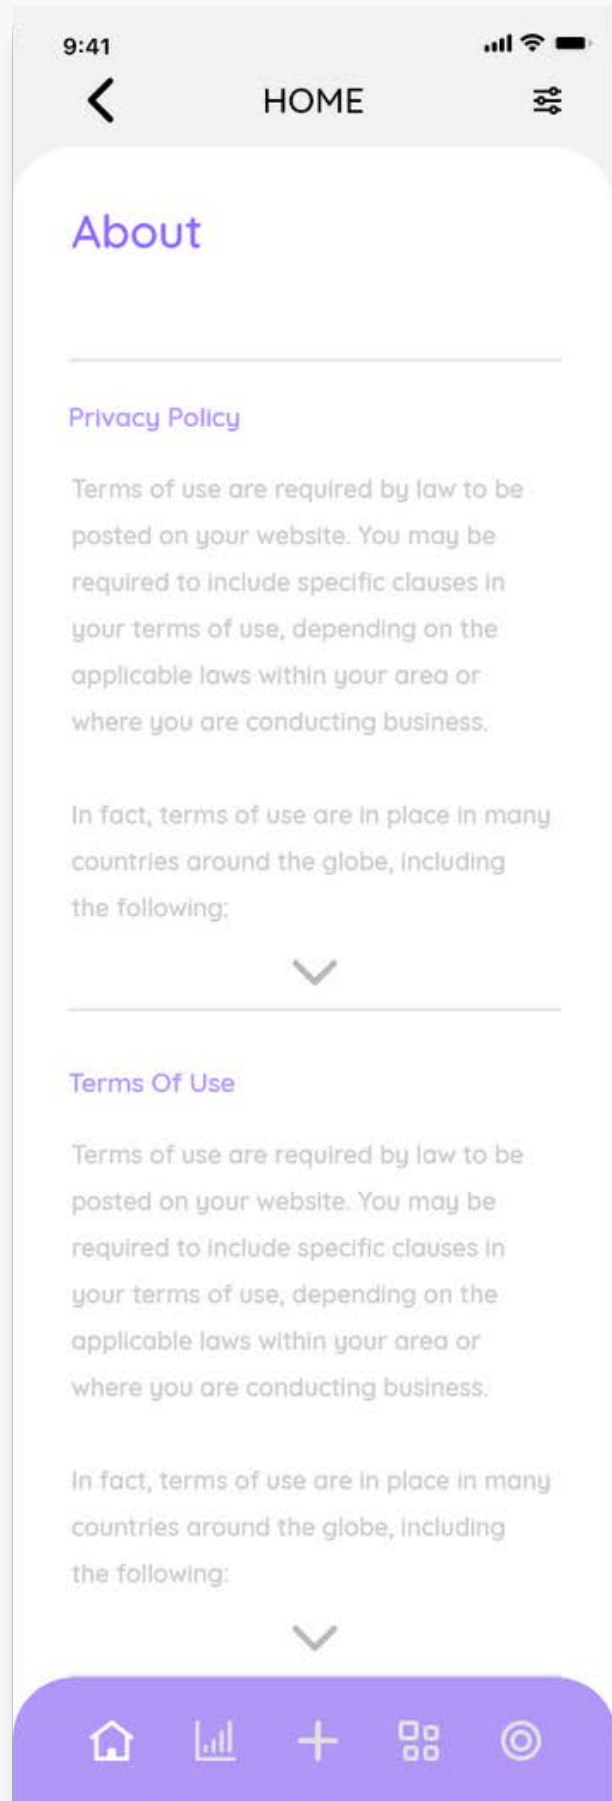 9:41
HOME
About
Privacy Policy
Terms of use are required by law to be
posted on your website. You may be
required to include specific clauses in
your terms of use, depending on the
applicable laws within your area or
where you are conducting business.
In fact, terms of use are in place in many
countries around the globe, including
the following:
Terms Of Use
Terms of use are required by law to be
posted on your website. You may be
required to include specific clauses in
your terms of use, depending on the
applicable laws within your area or
where you are conducting business.
In fact, terms of use are in place in many
countries around the globe, including
the following: